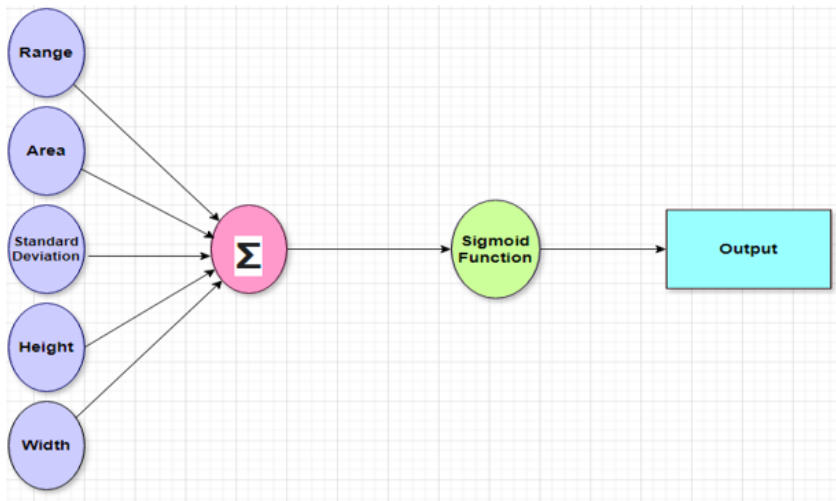 Range
Area
Standard
Deviation
Height
Width
Σ
Sigmoid
Function
Output